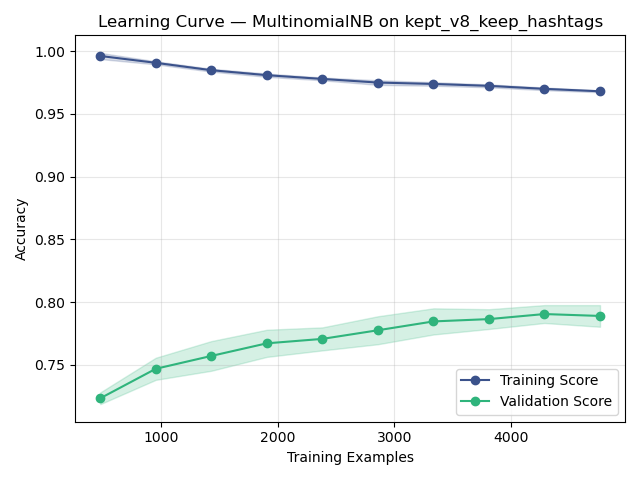 Learning Curve — MultinomialNB on kept_v8_keep_hashtags
Accuracy
1.00
0.95
0.90
0.85
0.80
0.75
1000
2000
3000
4000
Training Examples
Training Score
Validation Score